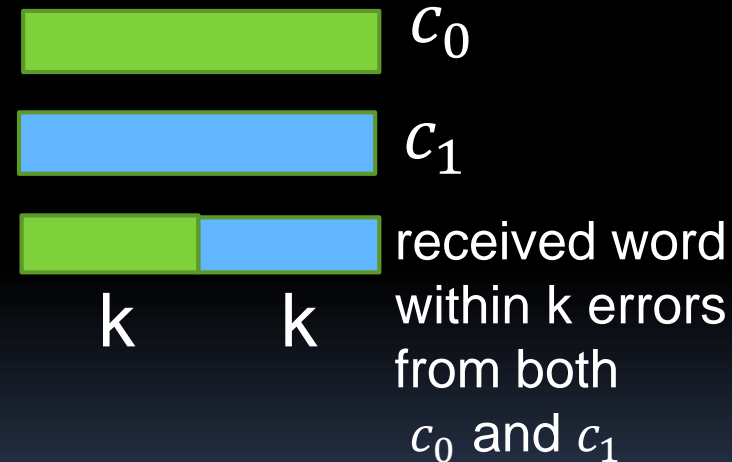 c₀
c₁
received word
k k within k errors
from both
c₀ and c₁